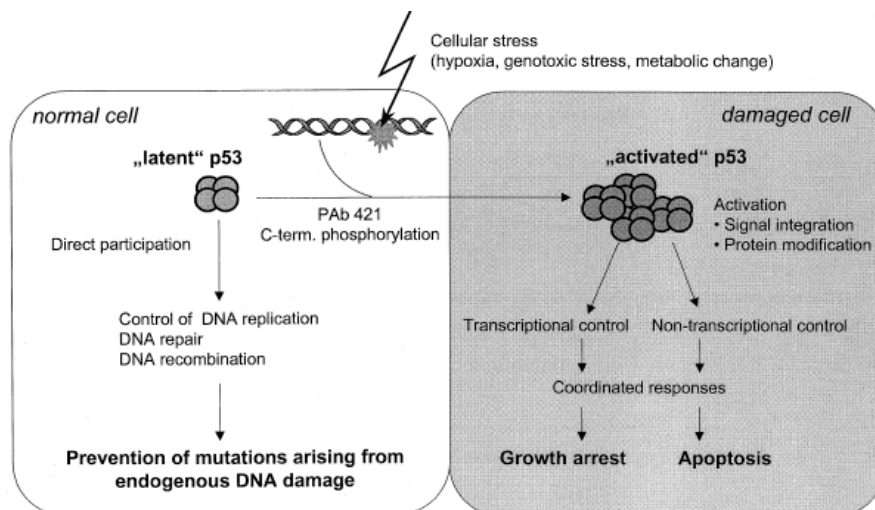 Cellular stress
(hypoxia, genotoxic stress, metabolic change)
normal cell
damaged cell
„latent“ p53
„activated“ p53
PAb 421
C-term. phosphorylation
Activation
• Signal integration
• Protein modification
Direct participation
Control of DNA replication
DNA repair
DNA recombination
Transcriptional control
Non-transcriptional control
Coordinated responses
Prevention of mutations arising from
endogenous DNA damage
Growth arrest
Apoptosis